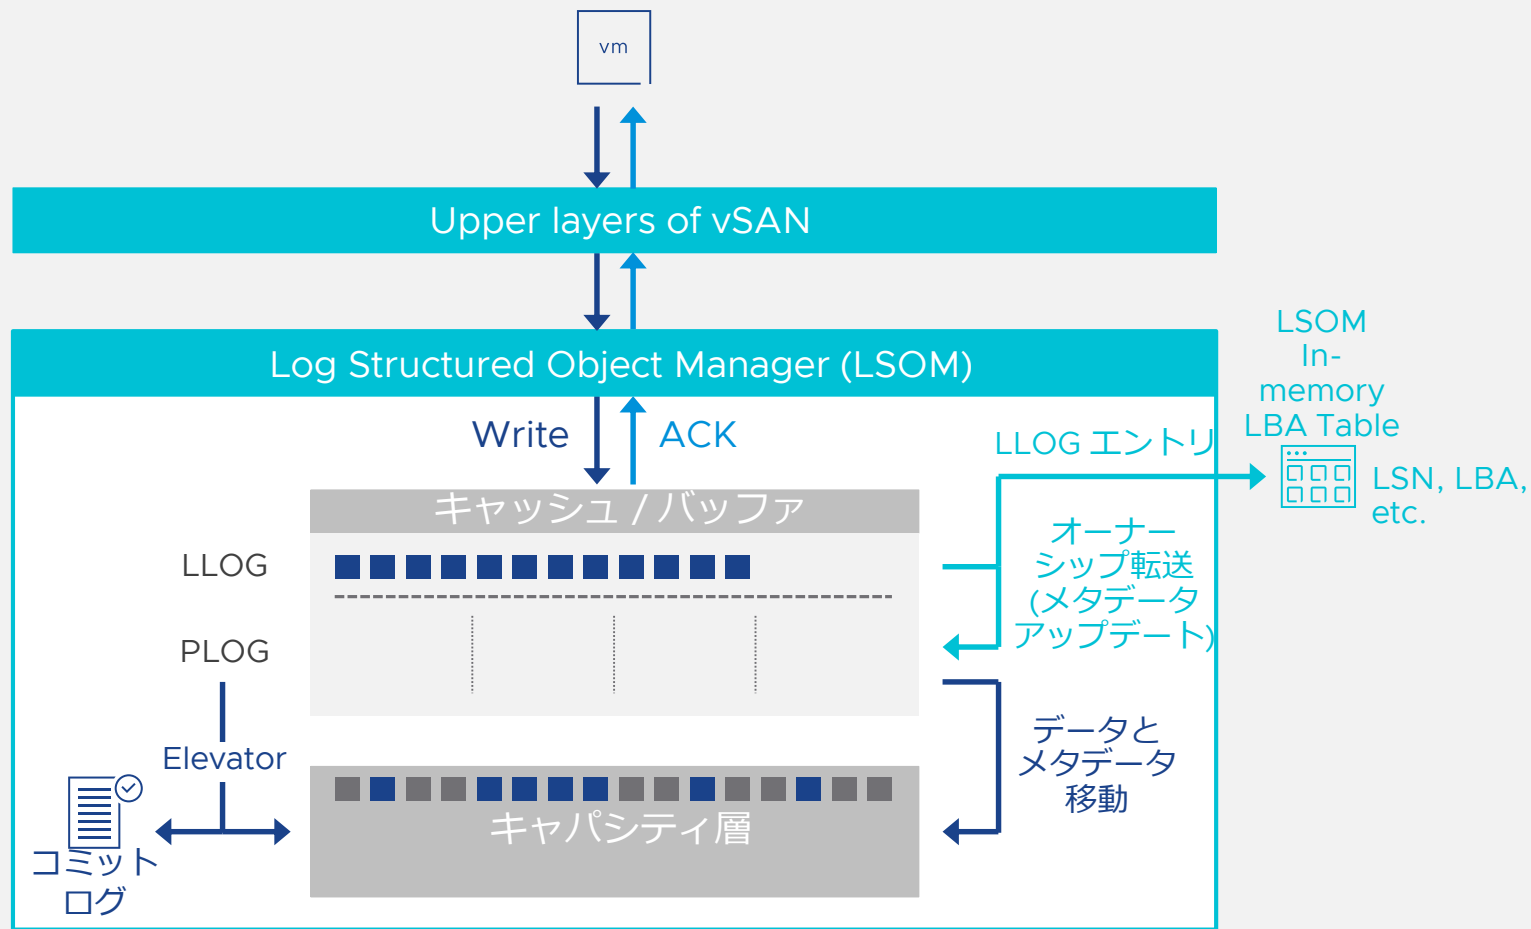 vm
Upper layers of vSAN
Log Structured Object Manager (LSOM)
Write
ACK
LSOM
In-
memory
LBA Table
LLOG エントリ
LSN, LBA,
etc.
キャッシュ / バッファ
LLOG
オーナー
シップ転送
(メタデータ
アップデート)
PLOG
Elevator
データと
メタデータ
移動
キャパシティ層
コミット
ログ